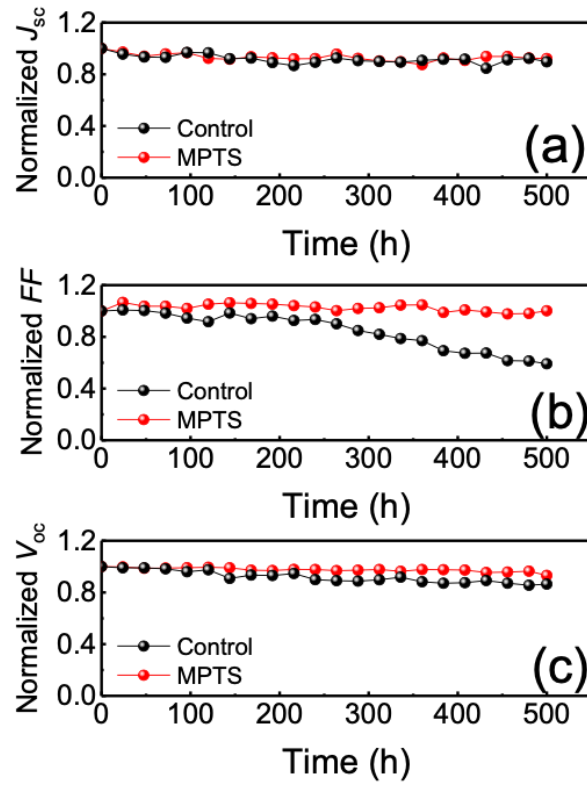 Normalized Jsc
1.2
0.8
0.4
0.0
Control
MPTS
(a)
0 100 200 300 400 500
Time (h)
Normalized FF
1.2
0.8
0.4
0.0
Control
MPTS
(b)
0 100 200 300 400 500
Time (h)
Normalized Voc
1.2
0.8
0.4
0.0
Control
MPTS
(c)
0 100 200 300 400 500
Time (h)